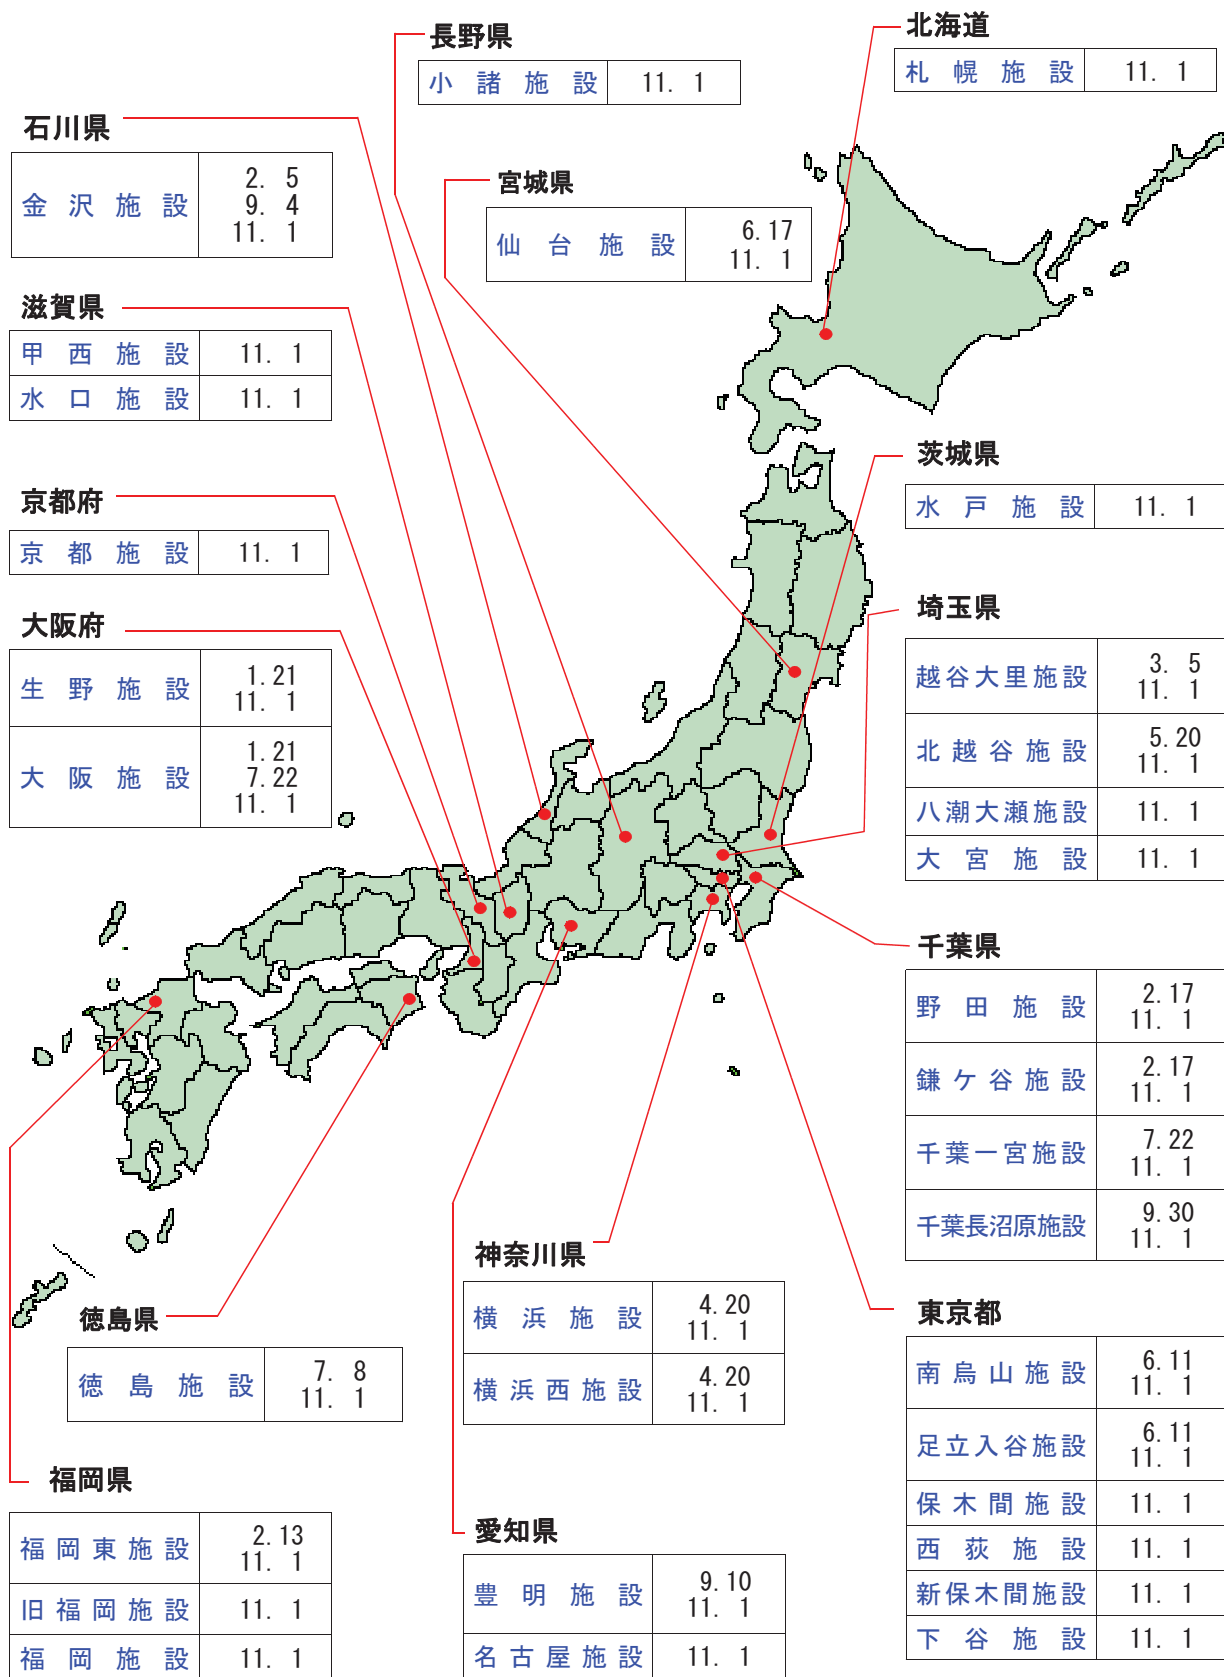 長野県
小諸施設 11. 1
北海道
札幌施設 11. 1
石川県
金沢施設 2. 5
9. 4
11. 1
宮城県
仙台施設 6.17
11. 1
滋賀県
甲西施設 11. 1
水口施設 11. 1
京都府
京都施設 11. 1
大阪府
生野施設 1.21
11. 1
大阪施設 1.21
7.22
11. 1
茨城県
水戸施設 11. 1
埼玉県
越谷大里施設 3. 5
11. 1
北越谷施設 5.20
11. 1
八潮大瀬施設 11. 1
大宮施設 11. 1
千葉県
野田施設 2.17
11. 1
鎌ケ谷施設 2.17
11. 1
千葉一宮施設 7.22
11. 1
千葉長沼原施設 9.30
11. 1
神奈川県
横浜施設 4.20
11. 1
横浜西施設 4.20
11. 1
東京都
南烏山施設 6.11
11. 1
足立入谷施設 6.11
11. 1
保木間施設 11. 1
西荻施設 11. 1
新保木間施設 11. 1
下谷施設 11. 1
徳島県
徳島施設 7. 8
11. 1
福岡県
福岡東施設 2.13
11. 1
旧福岡施設 11. 1
福岡施設 11. 1
愛知県
豊明施設 9.10
11. 1
名古屋施設 11. 1